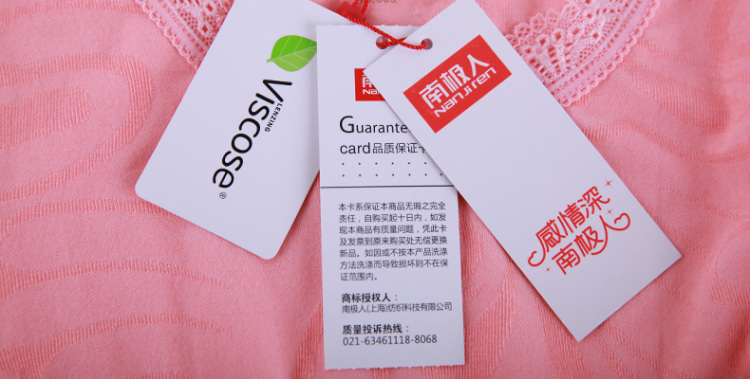 LENZING
Viscose®
南极人
NanJiren
Guarantee
card品质保证卡
本卡系保证本商品无瑕之完全
责任，自购买起十日内，如发
现本商品有质量问题，凭此卡
及发票到原来购买处无偿更换
新品。如因或不按本产品洗涤
方法洗涤而导致损坏则不在保
证范围内。
商标授权人：
南极人(上海)纺织科技有限公司
质量投诉热线：
021-63461118-8068
南极人
NanJiren
感情深
南极人